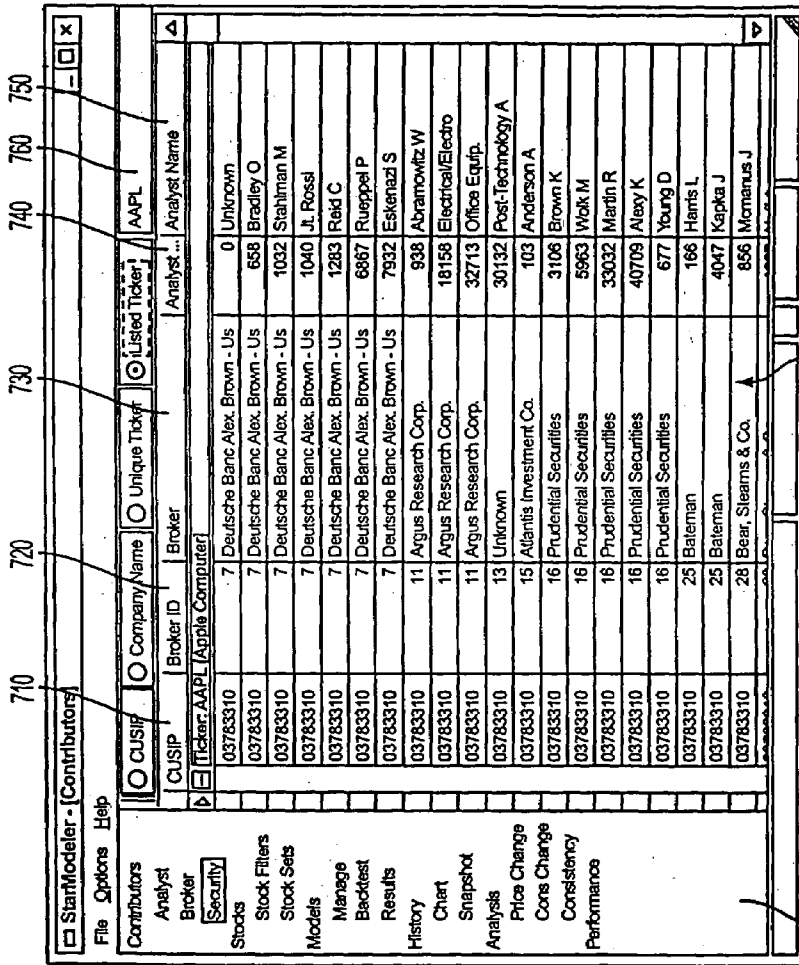 710 720 730 740 760 750
StarModeler - [Contributors]
File Options Help
CUSIP Company Name Unique Ticker Listed Ticker AAPL
Contributors
Analyst
Broker
Security
Stocks
Stock Filters
Stock Sets
Models
Manage
Backtest
Results
History
Chart
Snapshot
Analysis
Price Change
Cons Change
Consistency
Performance
CUSIP Broker ID Broker Analyst ... Analyst Name
Ticker: AAPL (Apple Computer)
03783310 7 Deutsche Banc Alex. Brown - Us 0 Unknown
03783310 7 Deutsche Banc Alex. Brown - Us 658 Bradley O
03783310 7 Deutsche Banc Alex. Brown - Us 1032 Stahlman M
03783310 7 Deutsche Banc Alex. Brown - Us 1040 Jt. Rossi
03783310 7 Deutsche Banc Alex. Brown - Us 1283 Reid C
03783310 7 Deutsche Banc Alex. Brown - Us 6867 Rueppel P
03783310 7 Deutsche Banc Alex. Brown - Us 7932 Eskenazi S
03783310 11 Argus Research Corp. 938 Abramowitz W
03783310 11 Argus Research Corp. 18158 Electrical/Electro
03783310 11 Argus Research Corp. 32713 Office Equip.
03783310 13 Unknown 30132 Post-Technology A
03783310 15 Atlantis Investment Co. 103 Anderson A
03783310 16 Prudential Securities 3106 Brown K
03783310 16 Prudential Securities 5963 Wolk M
03783310 16 Prudential Securities 33032 Martin R
03783310 16 Prudential Securities 40709 Alexy K
03783310 16 Prudential Securities 677 Young D
03783310 25 Bateman 166 Harris L
03783310 25 Bateman 4047 Kapka J
03783310 28 Bear, Stearns & Co. 856 Mcmanus J